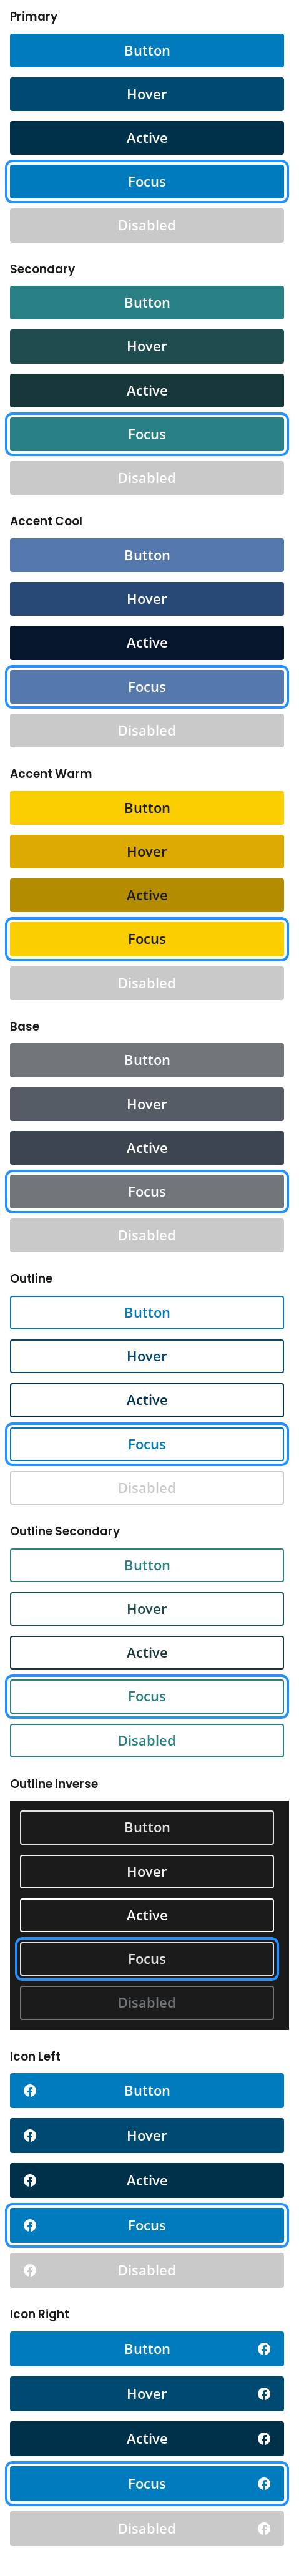 Primary
Button
Hover
Active
Focus
Disabled
Secondary
Button
Hover
Active
Focus
Disabled
Accent Cool
Button
Hover
Active
Focus
Disabled
Accent Warm
Button
Hover
Active
Focus
Disabled
Base
Button
Hover
Active
Focus
Disabled
Outline
Button
Hover
Active
Focus
Disabled
Outline Secondary
Button
Hover
Active
Focus
Disabled
Outline Inverse
Button
Hover
Active
Focus
Disabled
Icon Left
Button
Hover
Active
Focus
Disabled
Icon Right
Button
Hover
Active
Focus
Disabled